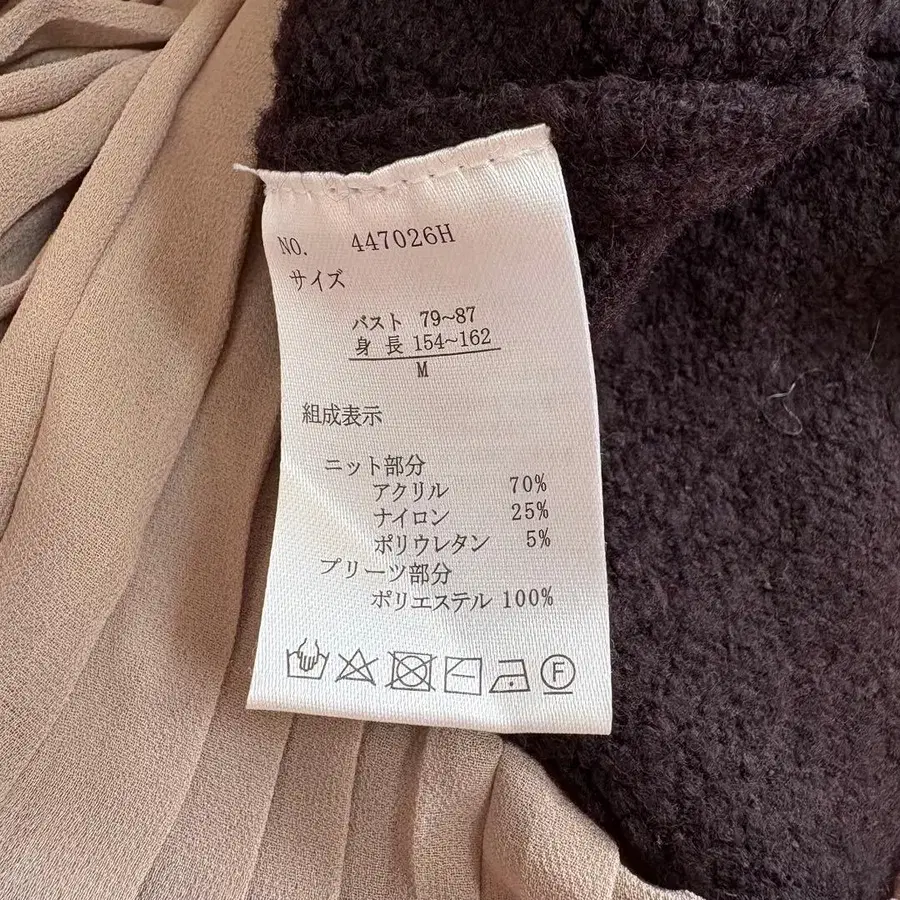 NO. 447026H
サイズ
バスト 79~87
身長 154~162
M
組成表示
ニット部分
アクリル 70%
ナイロン 25%
ポリウレタン 5%
プリーツ部分
ポリエステル 100%
F